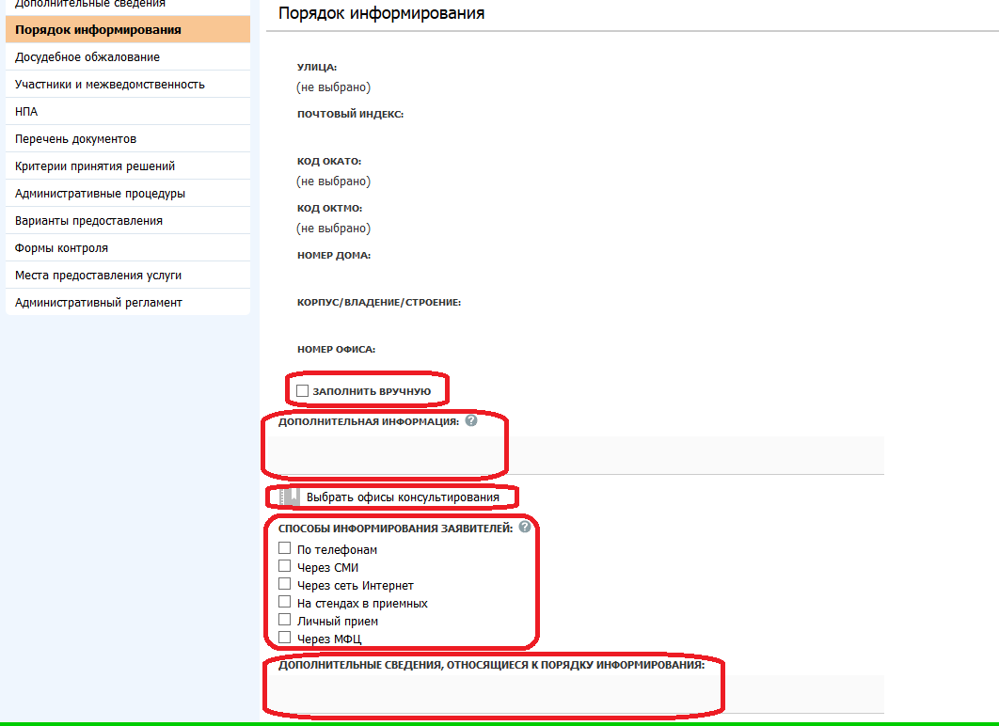 Дополнительные сведения
Порядок информирования
Досудебное обжалование
Участники и межведомственность
НПА
Перечень документов
Критерии принятия решений
Административные процедуры
Варианты предоставления
Формы контроля
Места предоставления услуги
Административный регламент
Порядок информирования
УЛИЦА:
(не выбрано)
ПОЧТОВЫЙ ИНДЕКС:
КОД ОКАТО:
(не выбрано)
КОД ОКТМО:
(не выбрано)
НОМЕР ДОМА:
КОРПУС/ВЛАДЕНИЕ/СТРОЕНИЕ:
НОМЕР ОФИСА:
ЗАПОЛНИТЬ ВРУЧНУЮ
ДОПОЛНИТЕЛЬНАЯ ИНФОРМАЦИЯ: ?
Выбрать офисы консультирования
СПОСОБЫ ИНФОРМИРОВАНИЯ ЗАЯВИТЕЛЕЙ: ?
По телефонам
Через СМИ
Через сеть Интернет
На стендах в приемных
Личный прием
Через МФЦ
ДОПОЛНИТЕЛЬНЫЕ СВЕДЕНИЯ, ОТНОСЯЩИЕСЯ К ПОРЯДКУ ИНФОРМИРОВАНИЯ: